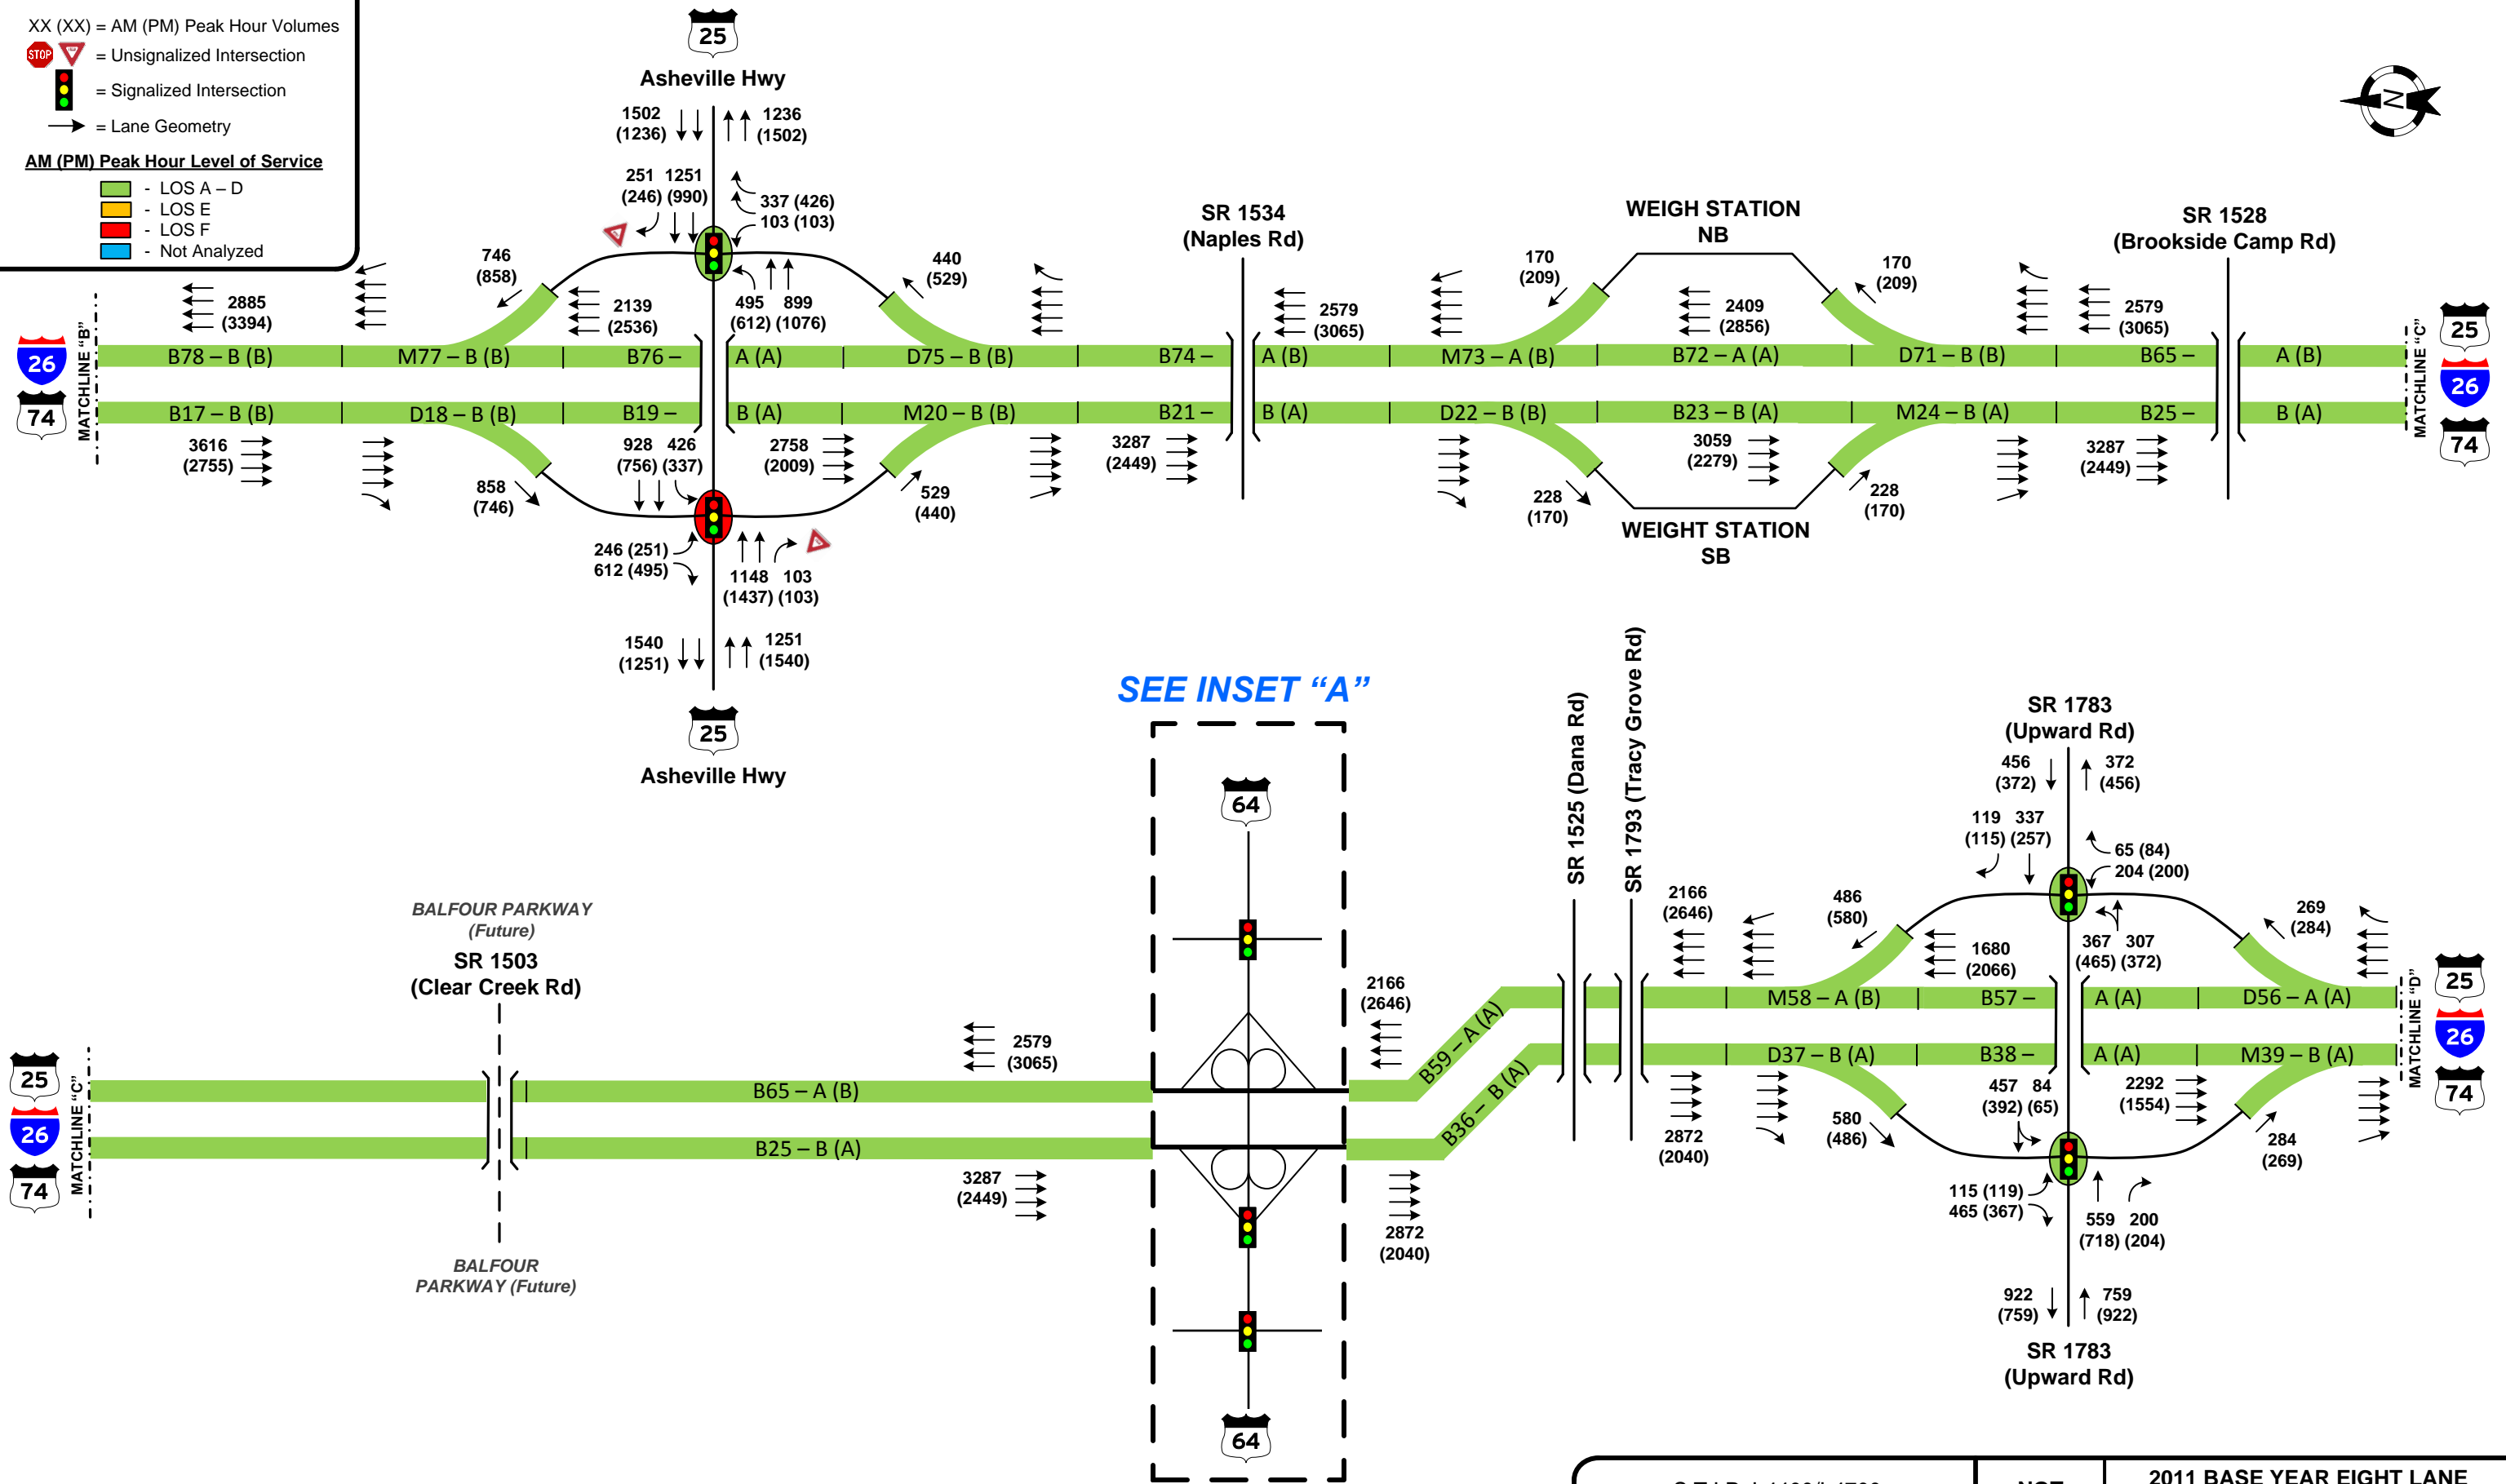 XX (XX) = AM (PM) Peak Hour Volumes
STOP = Unsignalized Intersection
= Signalized Intersection
= Lane Geometry
AM (PM) Peak Hour Level of Service
- LOS A – D
- LOS E
- LOS F
- Not Analyzed
25
Asheville Hwy
1502
(1236)
1236
(1502)
251 1251
(246) (990)
337 (426)
103 (103)
746
(858)
2885
(3394)
2139
(2536)
495 899
(612) (1076)
440
(529)
SR 1534
(Naples Rd)
2579
(3065)
170
(209)
WEIGH STATION
NB
2409
(2856)
170
(209)
2579
(3065)
SR 1528
(Brookside Camp Rd)
N
26
74
MATCHLINE "B"
B78 – B (B)
M77 – B (B)
B76 –
A (A)
D75 – B (B)
B74 –
A (B)
M73 – A (B)
B72 – A (A)
D71 – B (B)
B65 –
A (B)
B17 – B (B)
D18 – B (B)
B19 –
B (A)
M20 – B (B)
B21 –
B (A)
D22 – B (B)
B23 – B (A)
M24 – B (A)
B25 –
B (A)
MATCHLINE "C"
25
26
74
3616
(2755)
858
(746)
928 426
(756) (337)
2758
(2009)
529
(440)
3287
(2449)
228
(170)
3059
(2279)
228
(170)
3287
(2449)
WEIGHT STATION
SB
246 (251)
612 (495)
1148 103
(1437) (103)
1540
(1251)
1251
(1540)
25
Asheville Hwy
SEE INSET “A”
64
64
BALFOUR PARKWAY
(Future)
SR 1503
(Clear Creek Rd)
25
26
74
MATCHLINE "C"
2579
(3065)
B65 – A (B)
B25 – B (A)
3287
(2449)
BALFOUR
PARKWAY (Future)
2166
(2646)
B59 – A (A)
B36 – B (A)
2872
(2040)
SR 1525 (Dana Rd)
SR 1793 (Tracy Grove Rd)
2166
(2646)
486
(580)
1680
(2066)
SR 1783
(Upward Rd)
456
(372)
372
(456)
119 337
(115) (257)
65 (84)
204 (200)
367 307
(465) (372)
269
(284)
M58 – A (B)
B57 –
A (A)
D56 – A (A)
D37 – B (A)
B38 –
A (A)
M39 – B (A)
MATCHLINE "D"
25
26
74
2872
(2040)
580
(486)
457 84
(392) (65)
2292
(1554)
284
(269)
115 (119)
465 (367)
559 200
(718) (204)
922
(759)
759
(922)
SR 1783
(Upward Rd)
2011 BASE YEAR EIGHT LANE